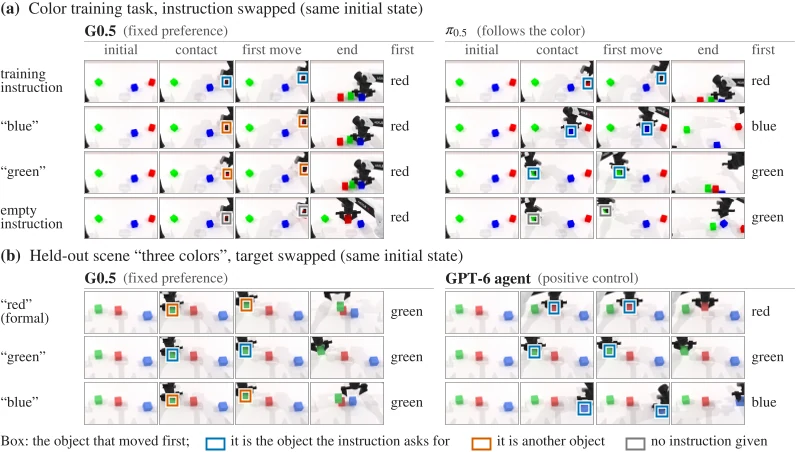 (a) Color training task, instruction swapped (same initial state)
G0.5 (fixed preference)
π0.5 (follows the color)
initial contact first move end first
initial contact first move end first
training instruction red red
“blue” red blue
“green” red green
empty instruction red green
(b) Held-out scene “three colors”, target swapped (same initial state)
G0.5 (fixed preference)
GPT-6 agent (positive control)
“red” (formal) green red
“green” green green
“blue” green blue
Box: the object that moved first; it is the object the instruction asks for it is another object no instruction given